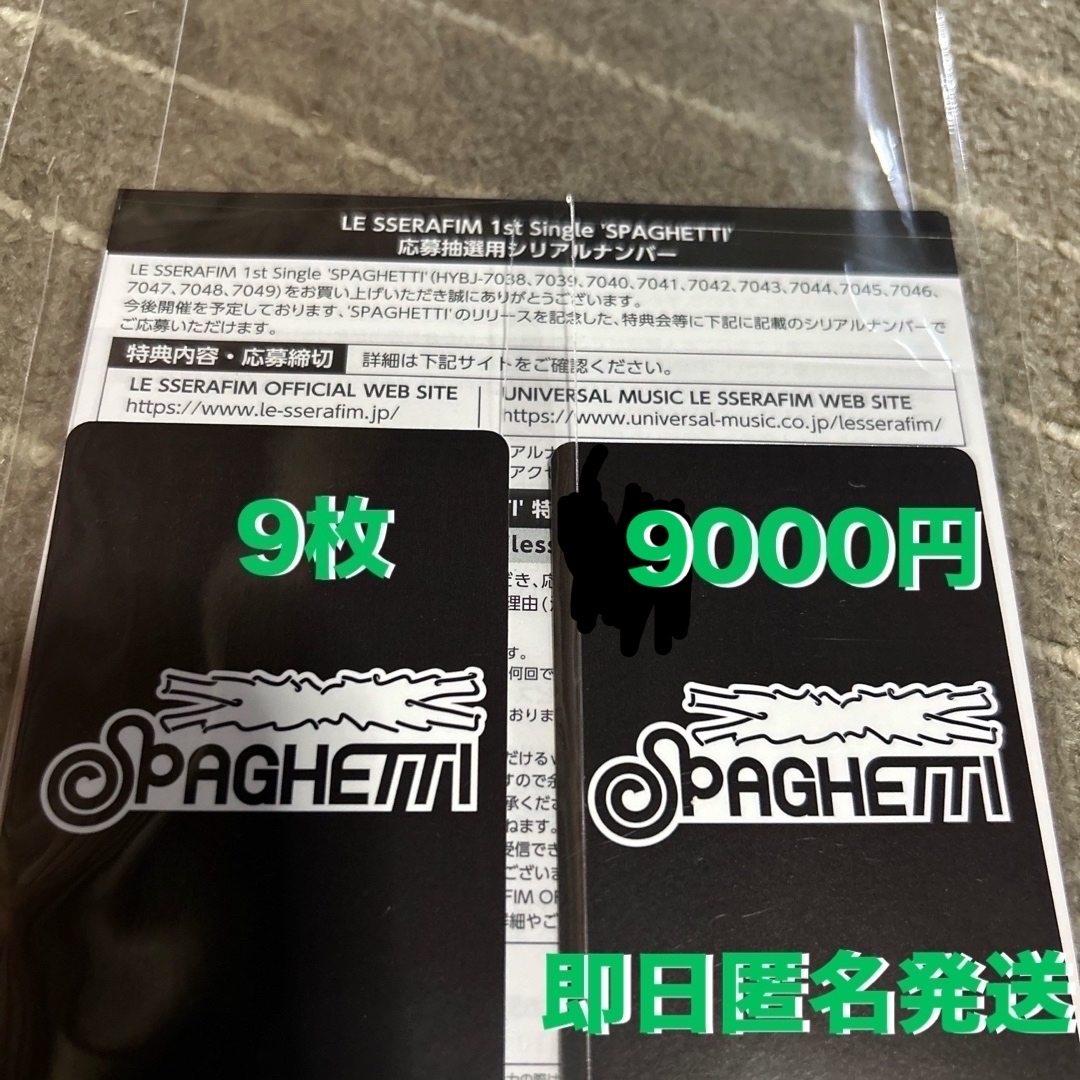 LE SSERAFIM 1st Single 'SPAGHETTI'
応募抽選用シリアルナンバー
LE SSERAFIM 1st Single 'SPAGHETTI' (HYBJ-7038、7039、7040、7041、7042、7043、7044、7045、7046、
7047、7048、7049)をお買い上げいただき誠にありがとうございます。
今後開催を予定しております、'SPAGHETTI' のリリースを記念した、特典会等に下記に記載のシリアルナンバーで
ご応募いただけます。
特典内容・応募締切 詳細は下記サイトをご確認ください。
LE SSERAFIM OFFICIAL WEB SITE
https://www.le-sserafim.jp/
UNIVERSAL MUSIC LE SSERAFIM WEB SITE
https://www.universal-music.co.jp/lesserafim/
9枚
9000円
SPAGHETTI
SPAGHETTI
即日匿名発送